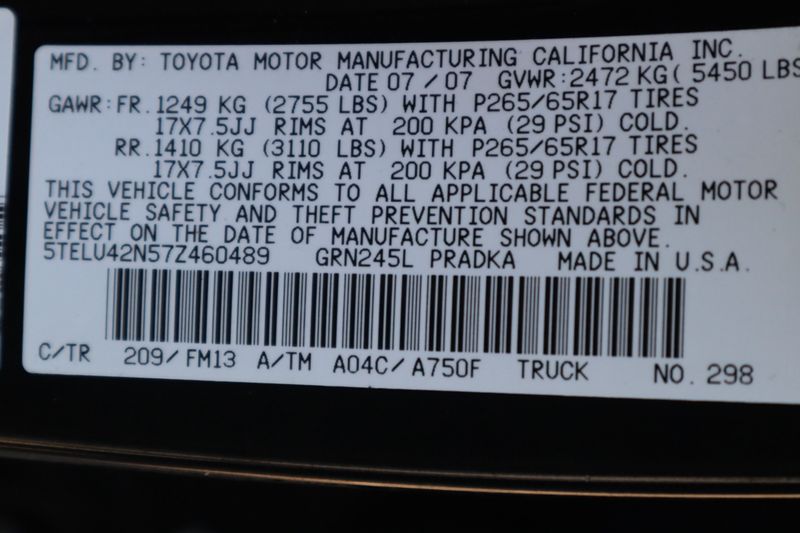 MFD. BY: TOYOTA MOTOR MANUFACTURING CALIFORNIA INC.
DATE 07/07 GVWR:2472 KG( 5450 LBS
GAWR:FR.1249 KG (2755 LBS) WITH P265/65R17 TIRES
17X7.5JJ RIMS AT 200 KPA (29 PSI) COLD.
RR.1410 KG (3110 LBS) WITH P265/65R17 TIRES
17X7.5JJ RIMS AT 200 KPA (29 PSI) COLD.
THIS VEHICLE CONFORMS TO ALL APPLICABLE FEDERAL MOTOR
VEHICLE SAFETY AND THEFT PREVENTION STANDARDS IN
EFFECT ON THE DATE OF MANUFACTURE SHOWN ABOVE.
5TELU42N57Z460489 GRN245L PRADKA MADE IN U.S.A.
C/TR 209/FM13 A/TM A04C/A750F TRUCK NO. 298